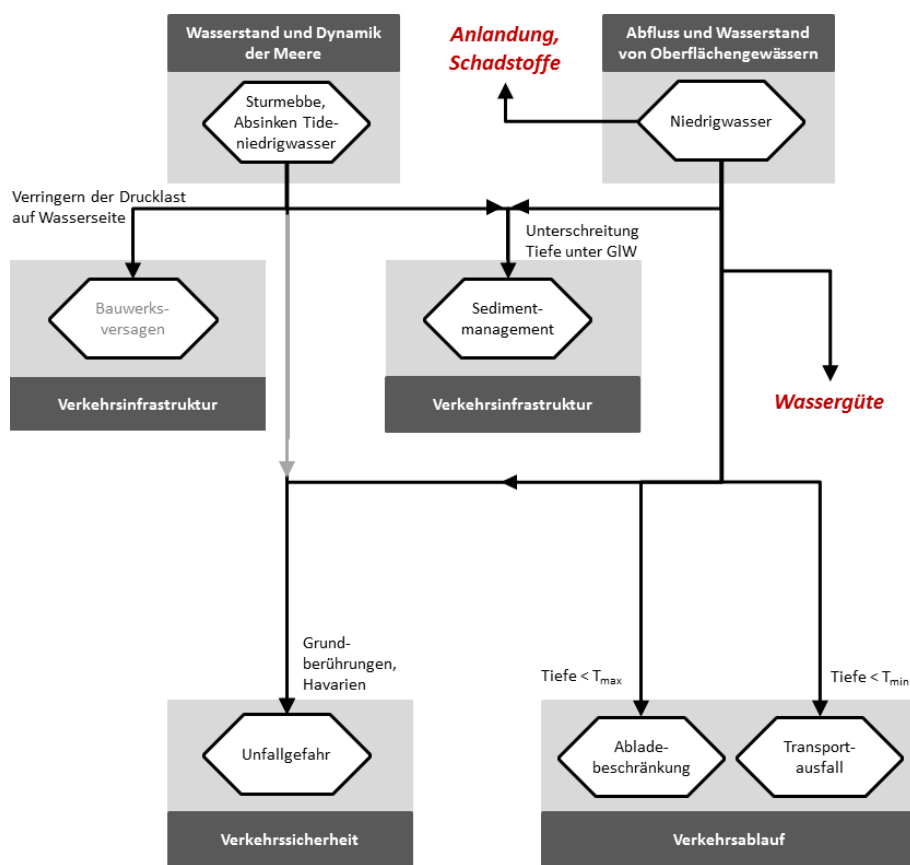 Wasserstand und Dynamik
der Meere
Anlandung,
Schadstoffe
Abfluss und Wasserstand
von Oberflächengewässern
Sturmebbe,
Absinken Tide-
niedrigwasser
Niedrigwasser
Verringern der Drucklast
auf Wasserseite
Unterschreitung
Tiefe unter GlW
Bauwerks-
versagen
Sediment-
management
Verkehrsinfrastruktur
Verkehrsinfrastruktur
Wassergüte
Grund-
berührungen,
Havarien
Tiefe < Tmax
Tiefe < Tmin
Unfallgefahr
Ablade-
beschränkung
Transport-
ausfall
Verkehrssicherheit
Verkehrsablauf